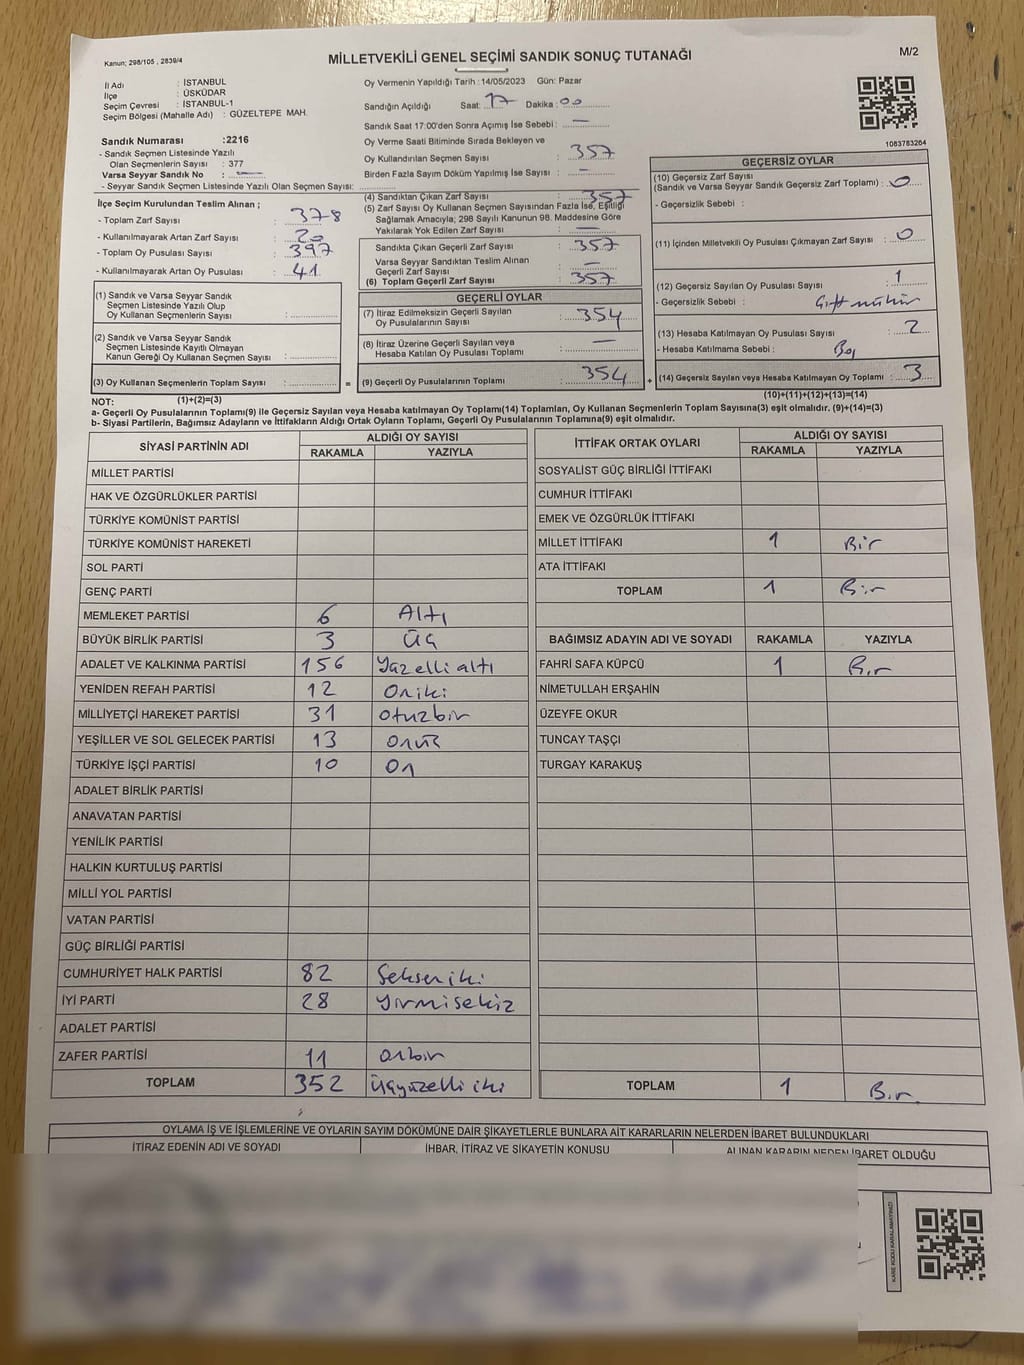 Kanun; 298/105 , 2839/4
MİLLETVEKİLİ GENEL SEÇİMİ SANDIK SONUÇ TUTANAĞI
M/2
İl Adı : İSTANBUL
İlçe : ÜSKÜDAR
Seçim Çevresi : İSTANBUL-1
Seçim Bölgesi (Mahalle Adı) : GÜZELTEPE MAH.
Sandık Numarası :2216
- Sandık Seçmen Listesinde Yazılı
Olan Seçmenlerin Sayısı : 377
Varsa Seyyar Sandık No : —
- Seyyar Sandık Seçmen Listesinde Yazılı Olan Seçmen Sayısı:
Oy Vermenin Yapıldığı Tarih : 14/05/2023 Gün: Pazar
Sandığın Açıldığı Saat: 17 Dakika : 00
Sandık Saat 17:00'den Sonra Açımış İse Sebebi : —
Oy Verme Saati Bitiminde Sırada Bekleyen ve
Oy Kullandırılan Seçmen Sayısı : 357
Birden Fazla Sayım Döküm Yapılmış İse Sayısı : —
1083783264
İlçe Seçim Kurulundan Teslim Alınan ;
- Toplam Zarf Sayısı : 378
- Kullanılmayarak Artan Zarf Sayısı : 20
- Toplam Oy Pusulası : 397
- Kullanılmayarak Artan Oy Pusulası : 41
(1) Sandık ve Varsa Seyyar Sandık
Seçmen Listesinde Yazılı Olup
Oy Kullanan Seçmenlerin Sayısı :
(2) Sandık ve Varsa Seyyar Sandık
Seçmen Listesinde Kayıtlı Olmayan
Kanun Gereği Oy Kullanan Seçmen Sayısı :
(3) Oy Kullanan Seçmenlerin Toplam Sayısı : =
(1)+(2)=(3)
(4) Sandıktan Çıkan Zarf Sayısı : 357
(5) Zarf Sayısı Oy Kullanan Seçmen Sayısından Fazla İse, Eşitliği
Sağlamak Amacıyla; 298 Sayılı Kanunun 98. Maddesine Göre
Yakılarak Yok Edilen Zarf Sayısı : —
Sandıkta Çıkan Geçerli Zarf Sayısı : 357
Varsa Seyyar Sandıktan Teslim Alınan
Geçerli Zarf Sayısı : —
(6) Toplam Geçerli Zarf Sayısı : 357
GEÇERLİ OYLAR
(7) İtiraz Edilmeksizin Geçerli Sayılan
Oy Pusulalarının Sayısı : 354
(8) İtiraz Üzerine Geçerli Sayılan veya
Hesaba Katılan Oy Pusulası Toplamı : —
(9) Geçerli Oy Pusulalarının Toplamı : 354 +
GEÇERSİZ OYLAR
(10) Geçersiz Zarf Sayısı
(Sandık ve Varsa Seyyar Sandık Geçersiz Zarf Toplamı) : 0
- Geçersizlik Sebebi :
(11) İçinden Milletvekili Oy Pusulası Çıkmayan Zarf Sayısı : 0
(12) Geçersiz Sayılan Oy Pusulası Sayısı : 1
- Geçersizlik Sebebi : Çift mühür
(13) Hesaba Katılmayan Oy Pusulası Sayısı : 2
- Hesaba Katılmama Sebebi : Boş
(14) Geçersiz Sayılan veya Hesaba Katılmayan Oy Toplamı : 3
(10)+(11)+(12)+(13)=(14)
NOT:
a- Geçerli Oy Pusulalarının Toplamı(9) ile Geçersiz Sayılan veya Hesaba katılmayan Oy Toplamı(14) Toplamları, Oy Kullanan Seçmenlerin Toplam Sayısına(3) eşit olmalıdır. (9)+(14)=(3)
b- Siyasi Partilerin, Bağımsız Adayların ve İttifakların Aldığı Ortak Oyların Toplamı, Geçerli Oy Pusulalarının Toplamına(9) eşit olmalıdır.
SİYASİ PARTİNİN ADI ALDIĞI OY SAYISI
RAKAMLA YAZIYLA
MİLLET PARTİSİ
HAK VE ÖZGÜRLÜKLER PARTİSİ
TÜRKİYE KOMÜNİST PARTİSİ
TÜRKİYE KOMÜNİST HAREKETİ
SOL PARTİ
GENÇ PARTİ
MEMLEKET PARTİSİ 6 Altı
BÜYÜK BİRLİK PARTİSİ 3 Üç
ADALET VE KALKINMA PARTİSİ 156 Yüzelli altı
YENİDEN REFAH PARTİSİ 12 Oniki
MİLLİYETÇİ HAREKET PARTİSİ 31 otuzbir
YEŞİLLER VE SOL GELECEK PARTİSİ 13 onüç
TÜRKİYE İŞÇİ PARTİSİ 10 On
ADALET BİRLİK PARTİSİ
ANAVATAN PARTİSİ
YENİLİK PARTİSİ
HALKIN KURTULUŞ PARTİSİ
MİLLİ YOL PARTİSİ
VATAN PARTİSİ
GÜÇ BİRLİĞİ PARTİSİ
CUMHURİYET HALK PARTİSİ 82 Seksen iki
İYİ PARTİ 28 yirmisekiz
ADALET PARTİSİ
ZAFER PARTİSİ 11 onbir
TOPLAM 352 Üçyüzelli iki
İTTİFAK ORTAK OYLARI ALDIĞI OY SAYISI
RAKAMLA YAZIYLA
SOSYALİST GÜÇ BİRLİĞİ İTTİFAKI
CUMHUR İTTİFAKI
EMEK VE ÖZGÜRLÜK İTTİFAKI
MİLLET İTTİFAKI 1 Bir
ATA İTTİFAKI
TOPLAM 1 Bir
BAĞIMSIZ ADAYIN ADI VE SOYADI RAKAMLA YAZIYLA
FAHRİ SAFA KÜPCÜ 1 Bir
NİMETULLAH ERŞAHİN
ÜZEYFE OKUR
TUNCAY TAŞÇI
TURGAY KARAKUŞ
TOPLAM 1 Bir
OYLAMA İŞ VE İŞLEMLERİNE VE OYLARIN SAYIM DÖKÜMÜNE DAİR ŞİKAYETLERLE BUNLARA AİT KARARLARIN NELERDEN İBARET BULUNDUKLARI
İTİRAZ EDENİN ADI VE SOYADI İHBAR, İTİRAZ VE ŞİKAYETİN KONUSU ALINAN KARARIN NEDEN İBARET OLDUĞU
KARE KODU KARALAMAYINIZ!